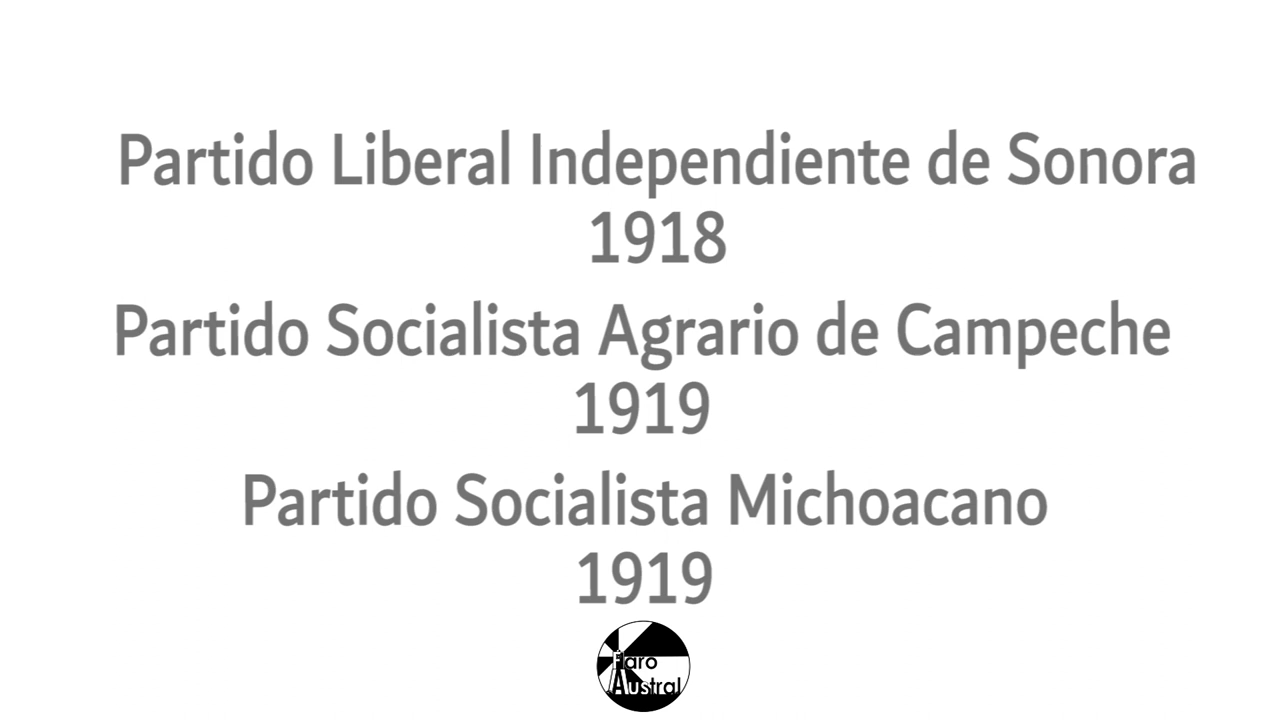 Partido Liberal Independiente de Sonora
1918
Partido Socialista Agrario de Campeche
1919
Partido Socialista Michoacano
1919
Faro
Austral